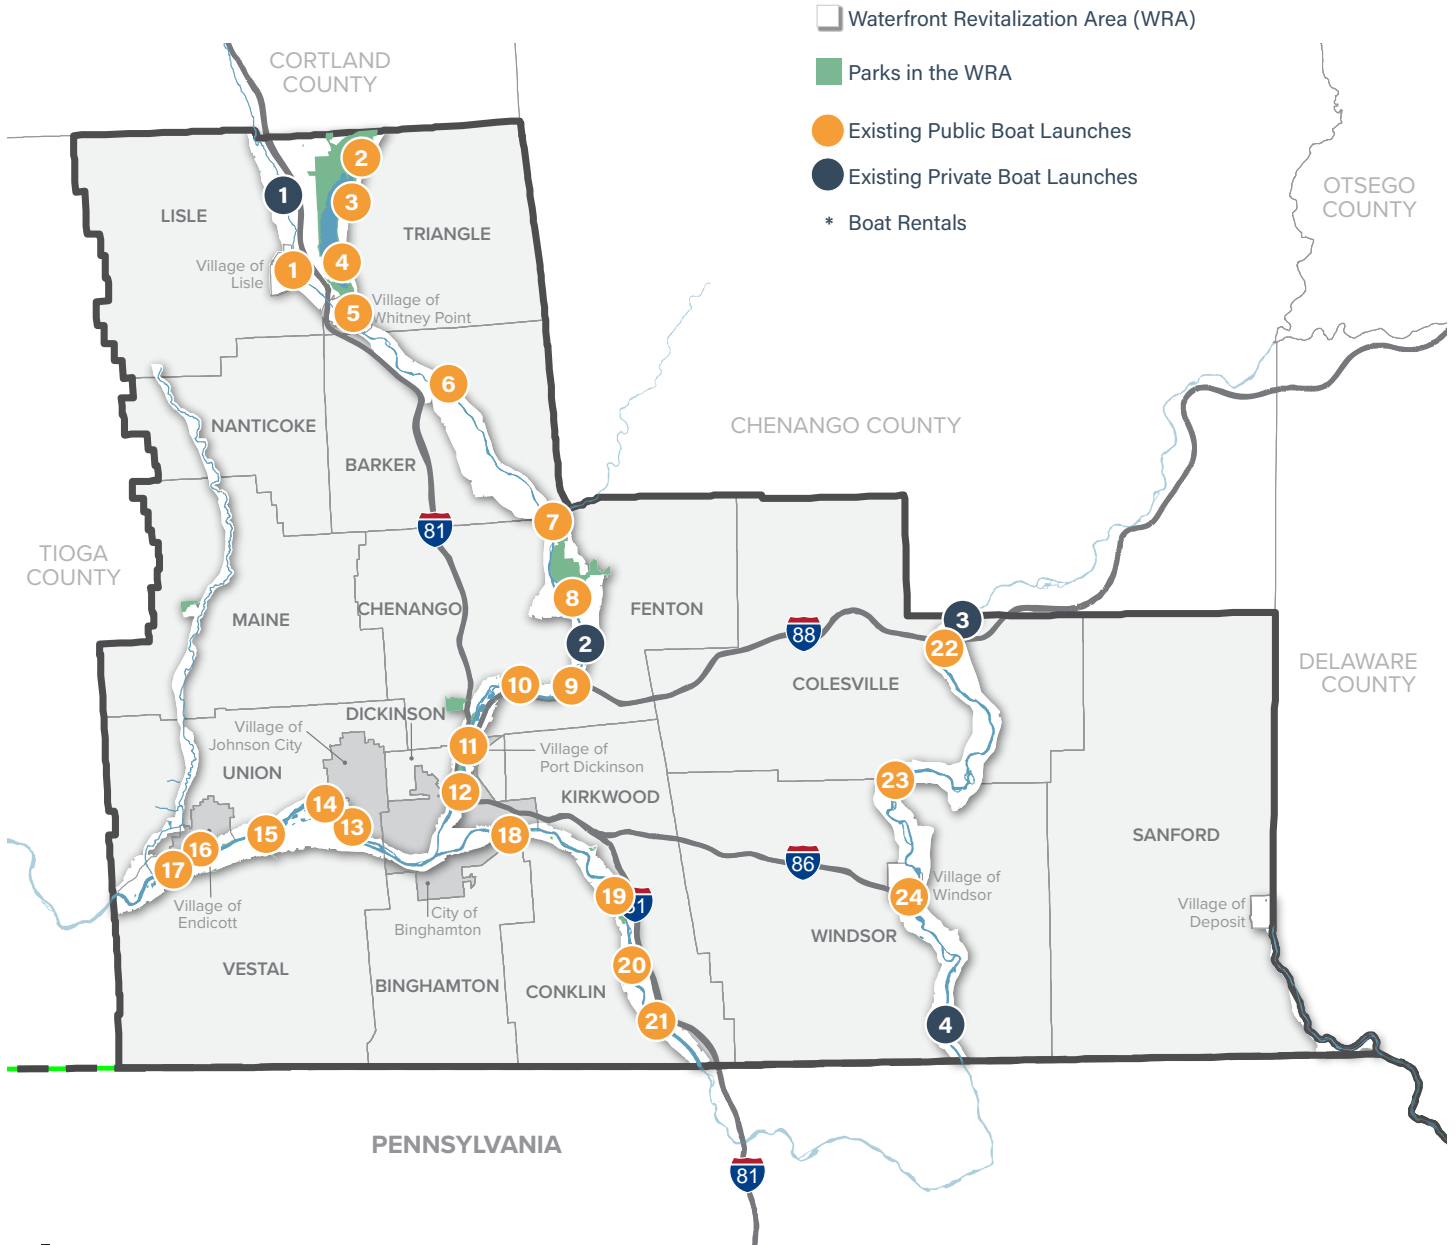 Waterfront Revitalization Area (WRA)
Parks in the WRA
Existing Public Boat Launches
Existing Private Boat Launches
* Boat Rentals
CORTLAND
COUNTY
OTSEGO
COUNTY
CHENANGO COUNTY
TIOGA
COUNTY
DELAWARE
COUNTY
PENNSYLVANIA
LISLE
TRIANGLE
Village of
Lisle
Village of
Whitney Point
NANTICOKE
BARKER
MAINE
CHENANGO
FENTON
COLESVILLE
DICKINSON
Village of
Johnson City
UNION
Village of
Port Dickinson
KIRKWOOD
SANFORD
Village of
Windsor
WINDSOR
Village of
Deposit
Village of
Endicott
City of
Binghamton
VESTAL
BINGHAMTON
CONKLIN
1
2
3
4
1
2
3
4
5
6
7
8
9
10
11
12
13
14
15
16
17
18
19
20
21
22
23
24
81
88
86
81
81